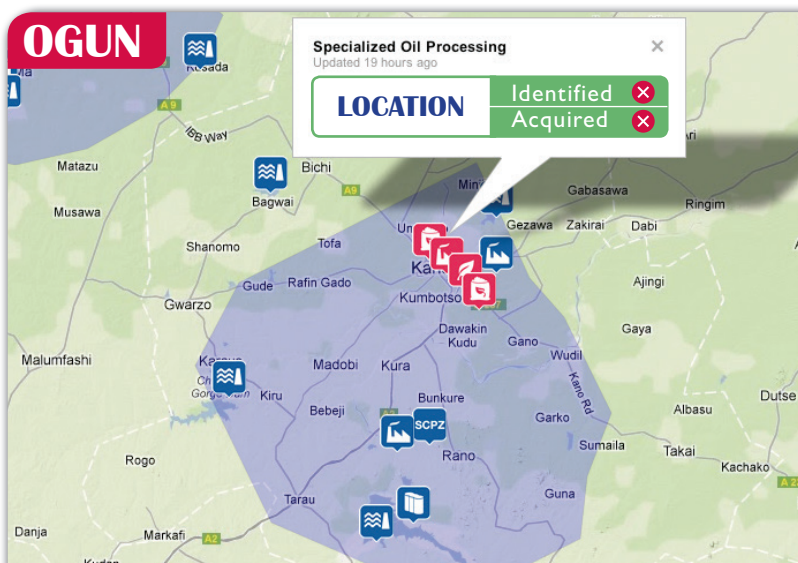 OGUN
Specialized Oil Processing
×
Updated 19 hours ago
LOCATION
Identified
Acquired
A 9
IBB Way
Matazu
Bichi
A9
Gabasawa
Bagwai
Ringim
Musawa
Gezawa
Zakirai
Dabi
Tofa
Shanomo
Rafin Gado
Gude
Ajingi
Kumbotso
Gwarzo
Dawakin
Kudu
Gaya
Gano
Wudil
Malumfashi
Madobi
Kura
Kiru
Kano Rd
Bunkure
Dutse
Bebeji
Albasu
Garko
SCPZ
Sumaila
Takai
Rano
Rogo
Kachako
Tarau
Guna
Danja
Markafi
A2